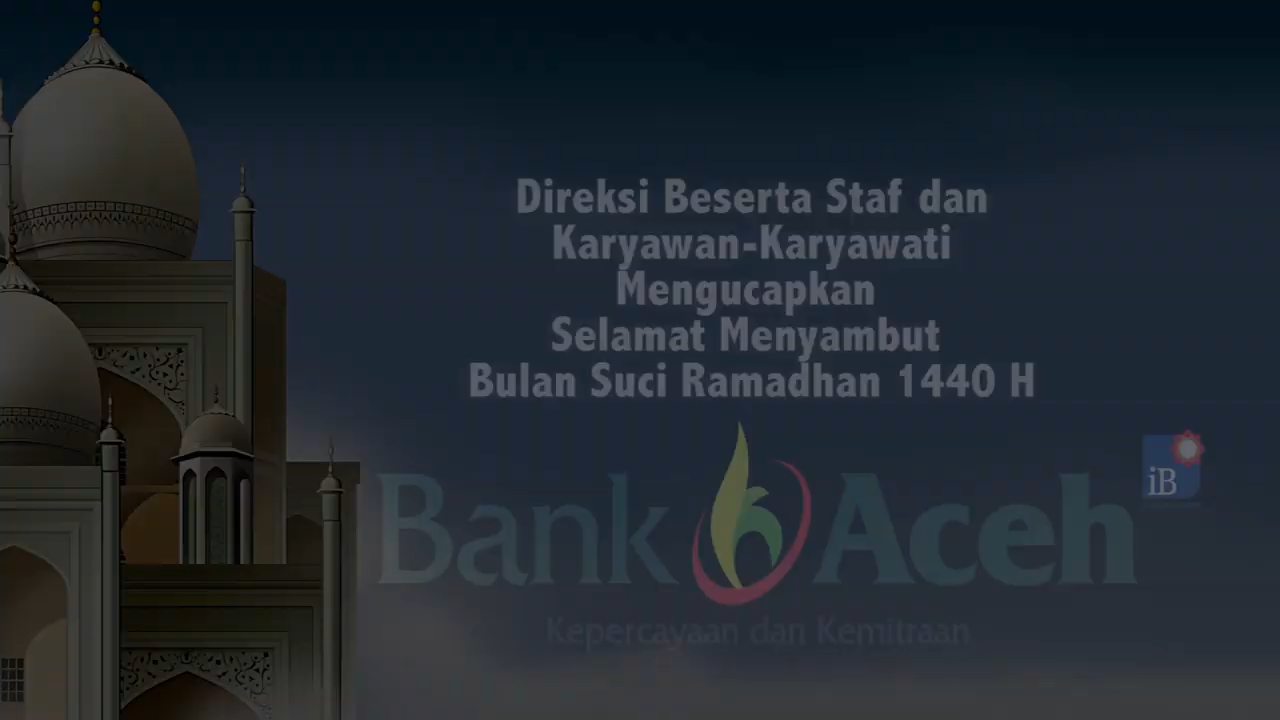 Direksi Beserta Staf dan
Karyawan-Karyawati
Mengucapkan
Selamat Menyambut
Bulan Suci Ramadhan 1440 H
Bank Aceh
iB
Kepercayaan dan Kemitraan